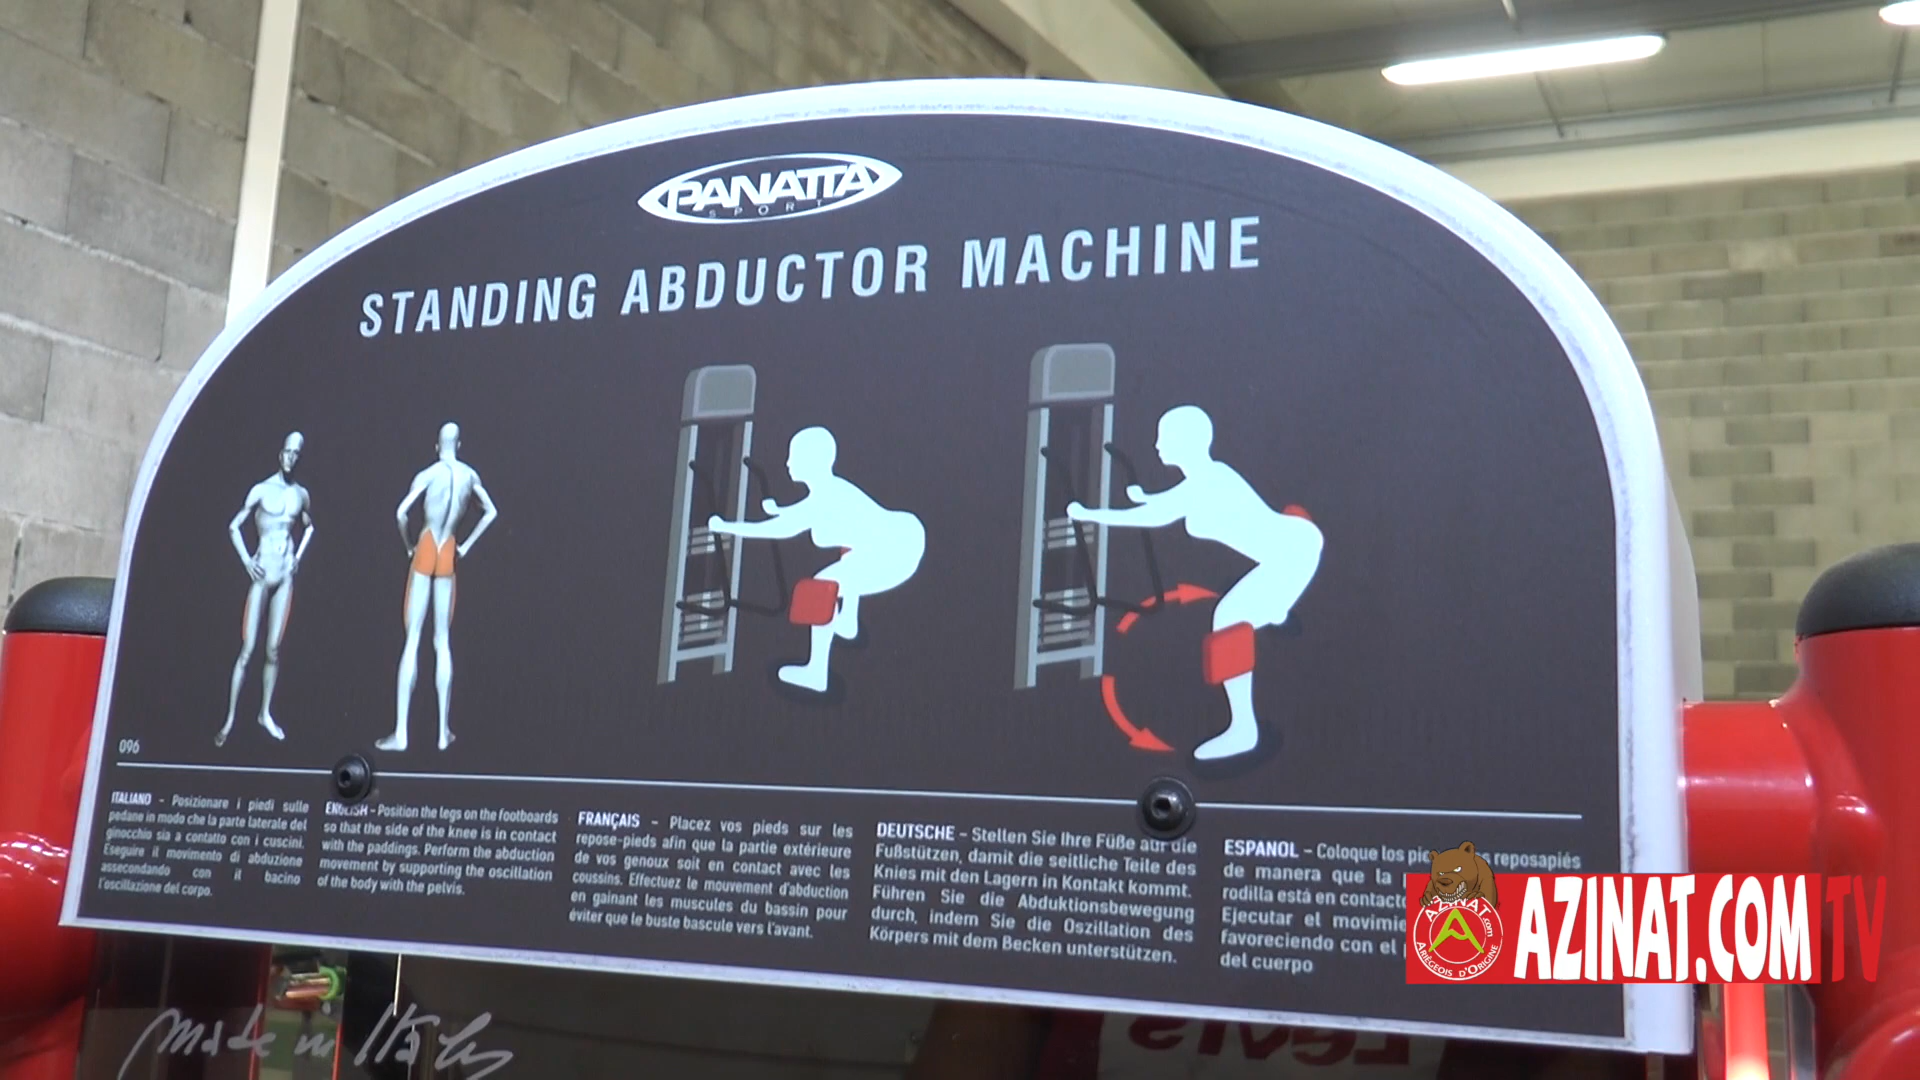 PANATTA
SPORT
STANDING ABDUCTOR MACHINE
096
ITALIANO - Posizionare i piedi sulle
pedane in modo che la parte laterale del
ginocchio sia a contatto con i cuscini.
Eseguire il movimento di abduzione
assecondando con il bacino
l'oscillazione del corpo.
ENGLISH - Position the legs on the footboards
so that the side of the knee is in contact
with the paddings. Perform the abduction
movement by supporting the oscillation
of the body with the pelvis.
FRANÇAIS - Placez vos pieds sur les
repose-pieds afin que la partie extérieure
de vos genoux soit en contact avec les
coussins. Effectuez le mouvement d'abduction
en gainant les muscles du bassin pour
éviter que le buste bascule vers l'avant.
DEUTSCHE - Stellen Sie Ihre Füße auf die
Fußstützen, damit die seitliche Teile des
Knies mit den Lagern in Kontakt kommt.
Führen Sie die Abduktionsbewegung
durch, indem Sie die Oszillation des
Körpers mit dem Becken unterstützen.
ESPANOL - Coloque los reposapiés
de manera que la
rodilla está en contacto
Ejecutar el
favoreciendo con el
del cuerpo
AZINAT.com
ARIÉGEOIS D'ORIGINE
AZINAT.COM TV
Made in Italy
Levi's